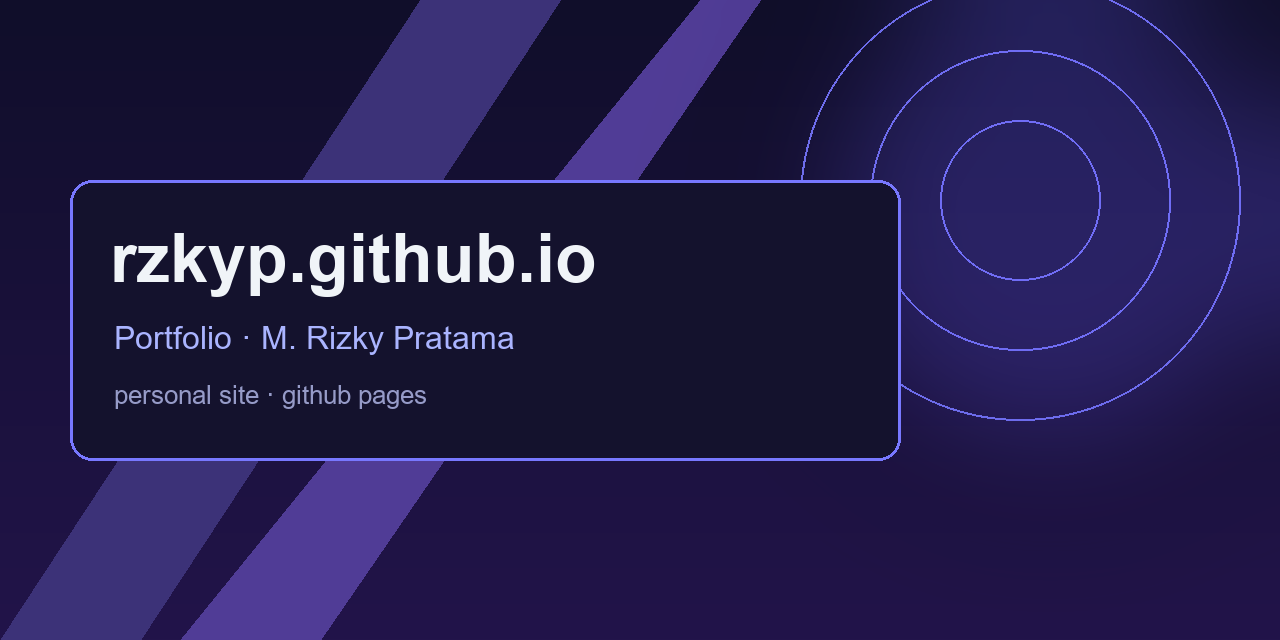 rzkyp.github.io
Portfolio · M. Rizky Pratama
personal site · github pages